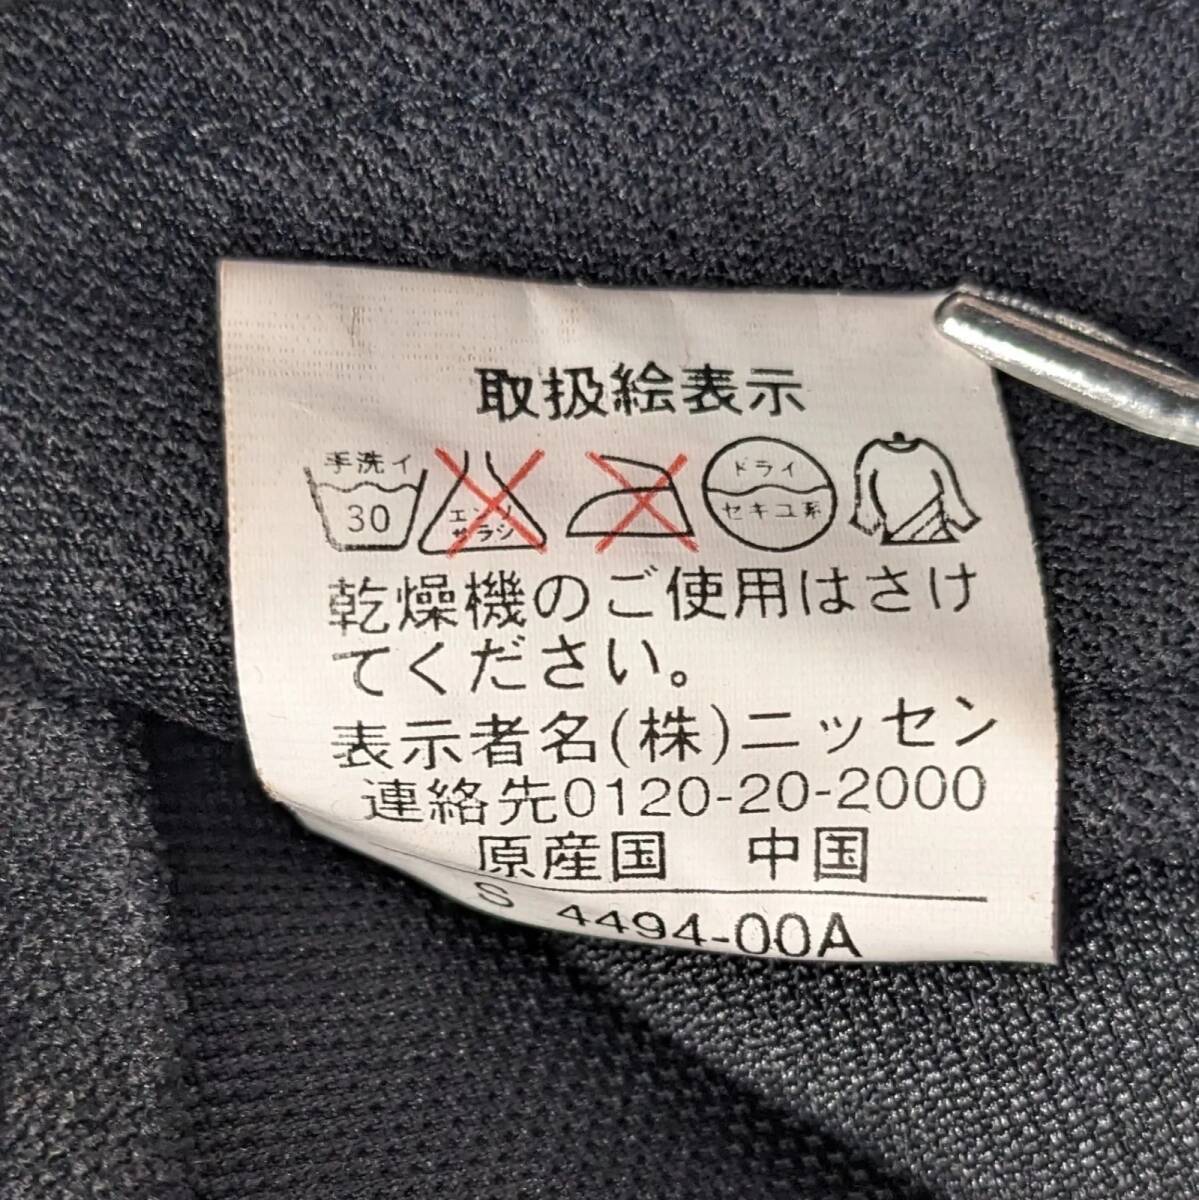 取扱絵表示
手洗イ
30
エンソ
サラシ
ドライ
セキユ系
乾燥機のご使用はさけ
てください。
表示者名(株)ニッセン
連絡先0120-20-2000
原産国 中国
S 4494-00A